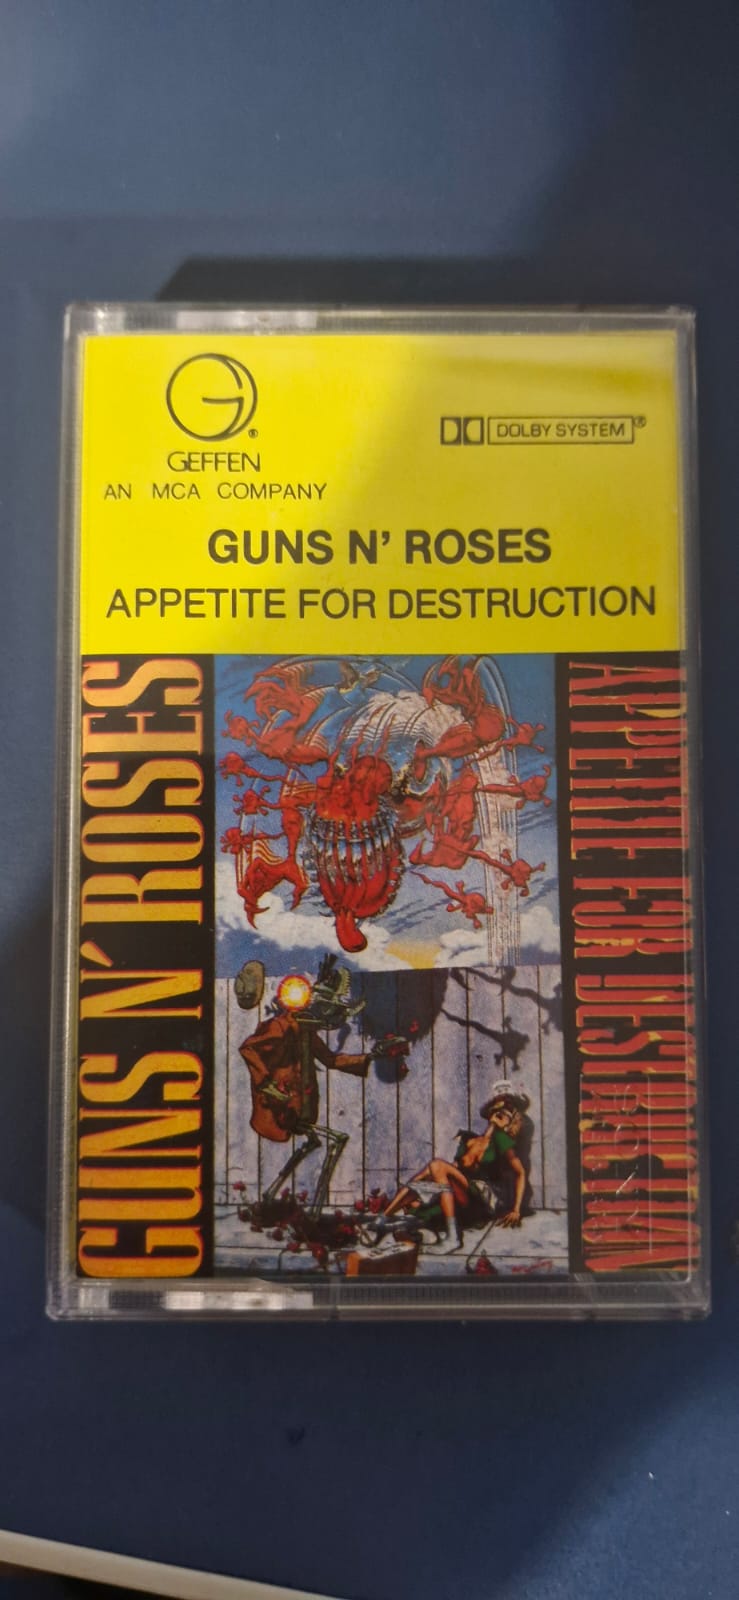 GEFFEN
AN MCA COMPANY
DOLBY SYSTEM®
GUNS N' ROSES
APPETITE FOR DESTRUCTION
GUNS N' ROSES
APPETITE FOR DESTRUCTION